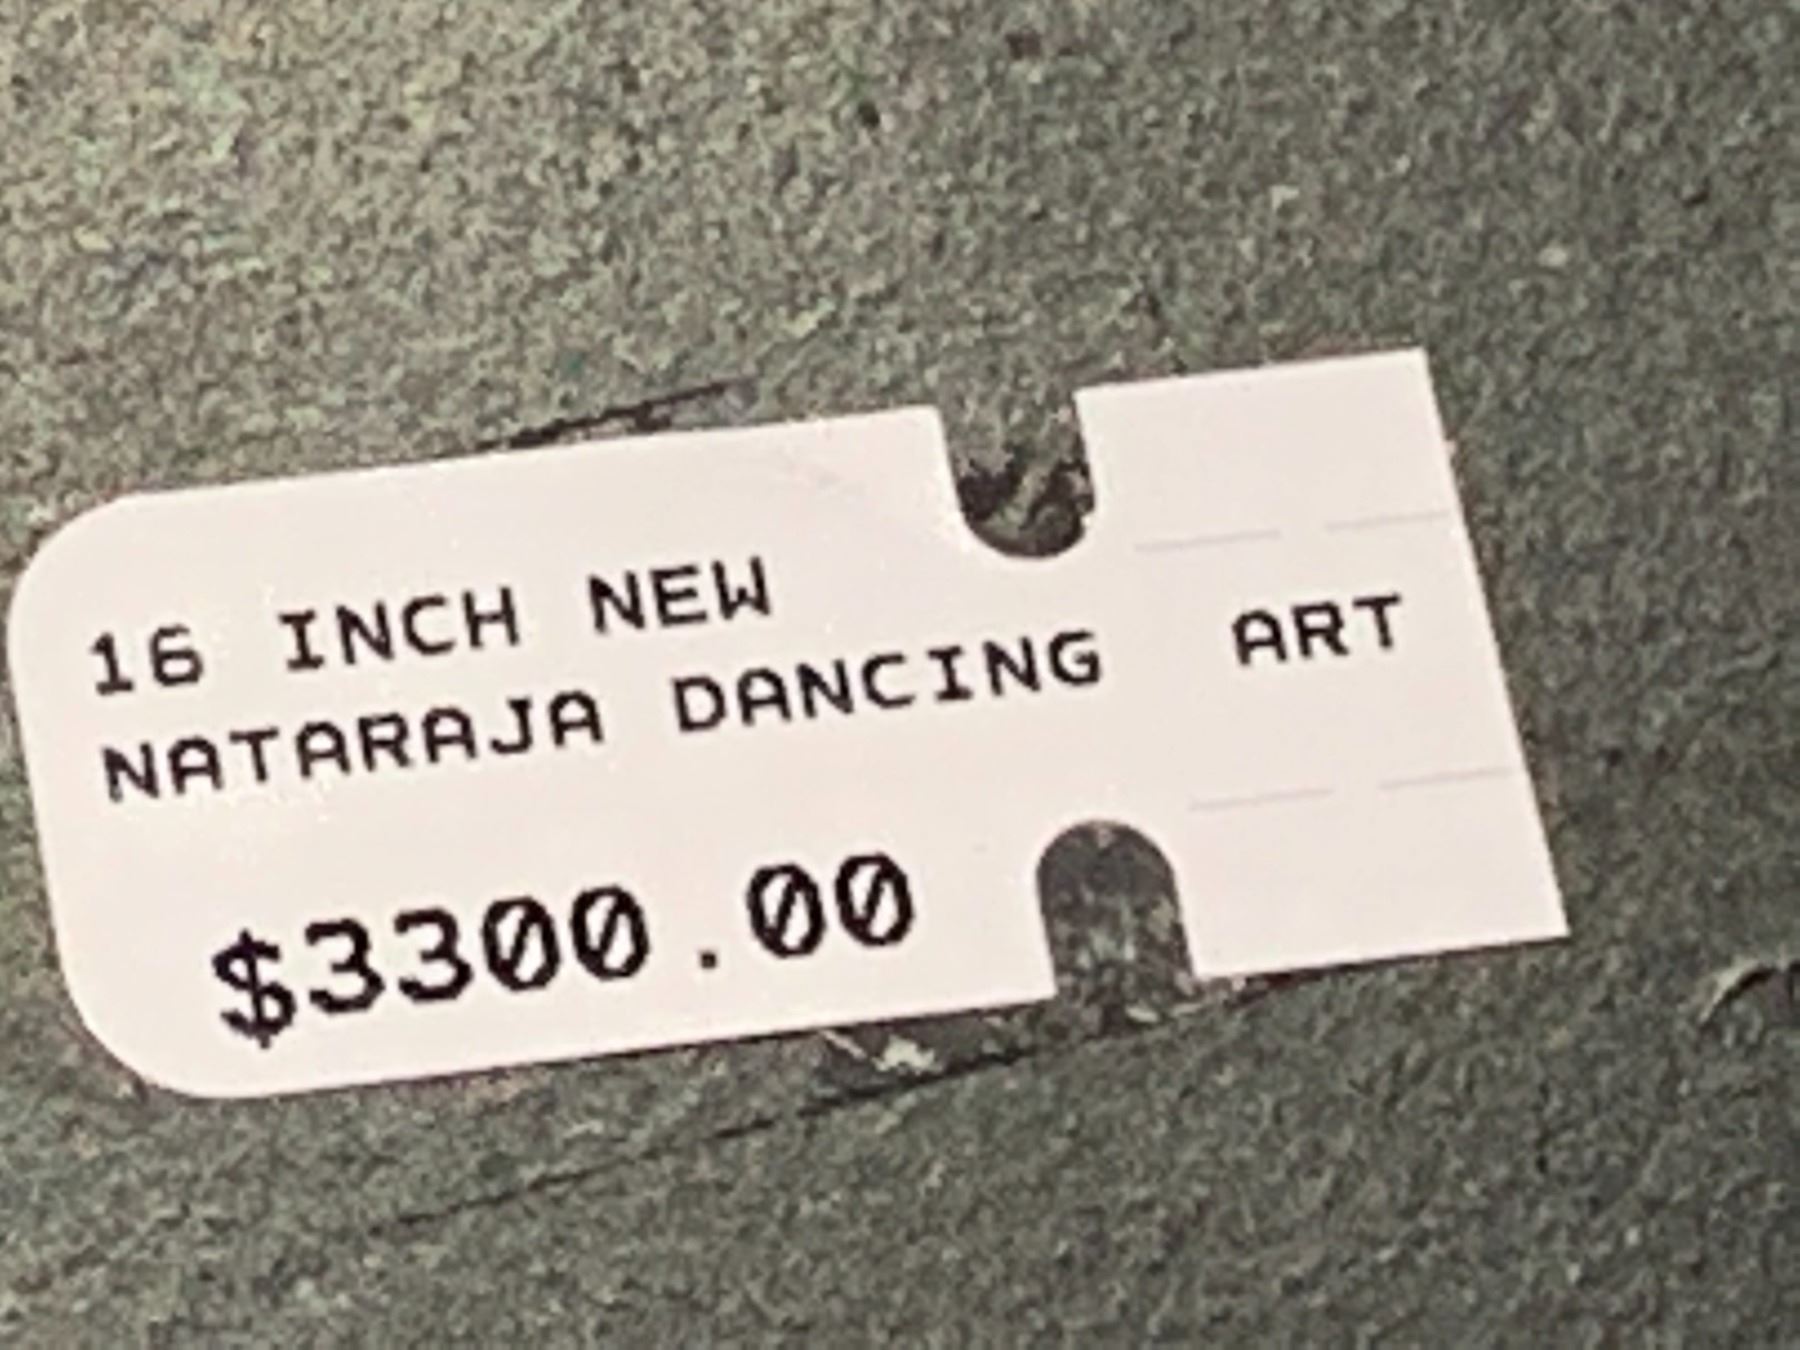 16 INCH NEW
NATARAJA DANCING ART
$3300.00